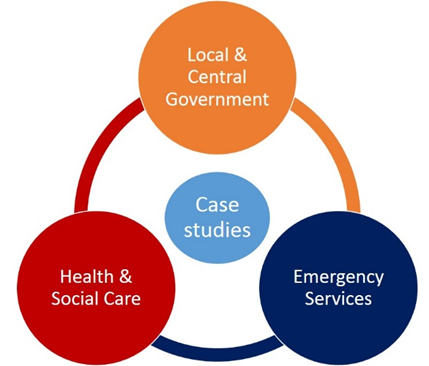 Local &
Central
Government
Case
studies
Health &
Social Care
Emergency
Services